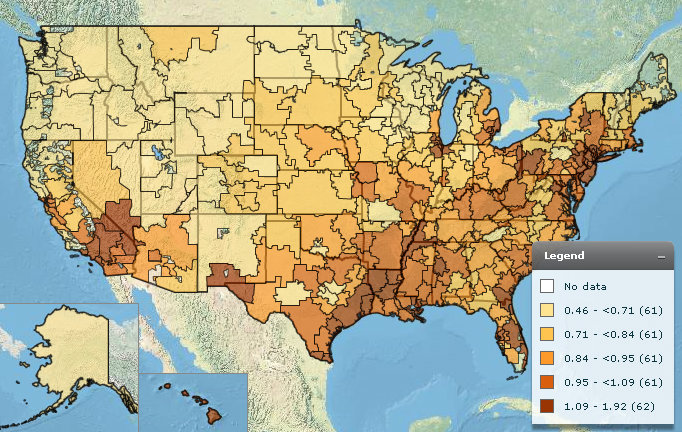 Legend
No data
0.46 - <0.71 (61)
0.71 - <0.84 (61)
0.84 - <0.95 (61)
0.95 - <1.09 (61)
1.09 - 1.92 (62)